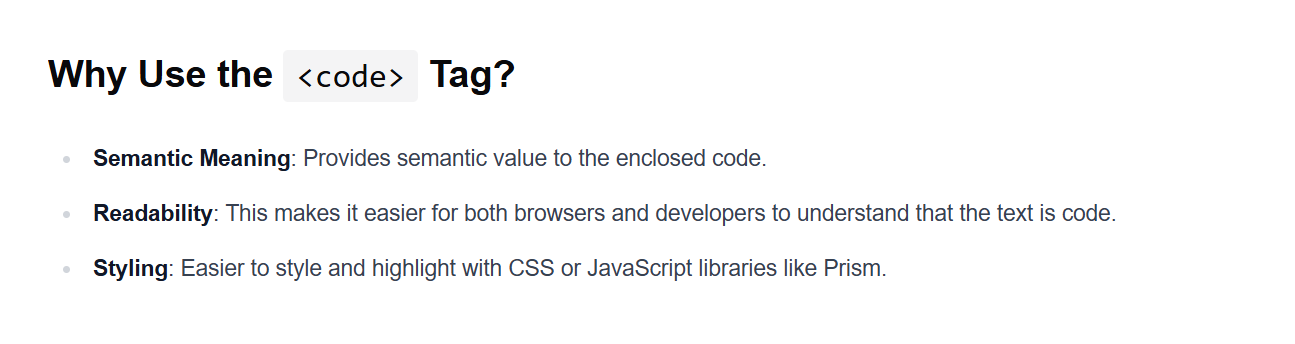 Why Use the <code> Tag?
Semantic Meaning: Provides semantic value to the enclosed code.
Readability: This makes it easier for both browsers and developers to understand that the text is code.
Styling: Easier to style and highlight with CSS or JavaScript libraries like Prism.